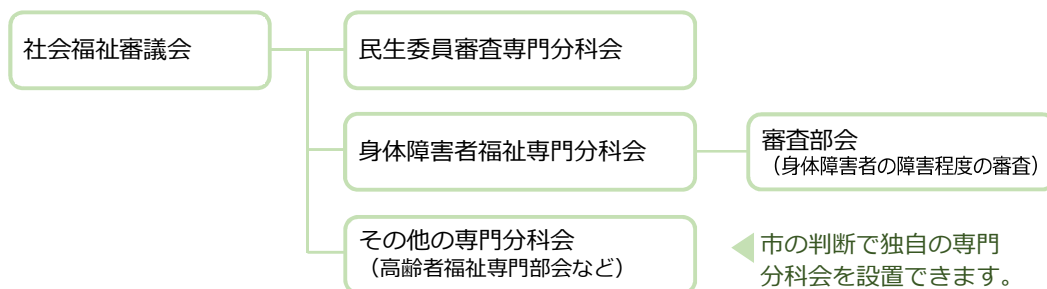 社会福祉審議会
民生委員審査専門分科会
身体障害者福祉専門分科会
審査部会
（身体障害者の障害程度の審査）
その他の専門分科会
（高齢者福祉専門部会など）
市の判断で独自の専門
分科会を設置できます。